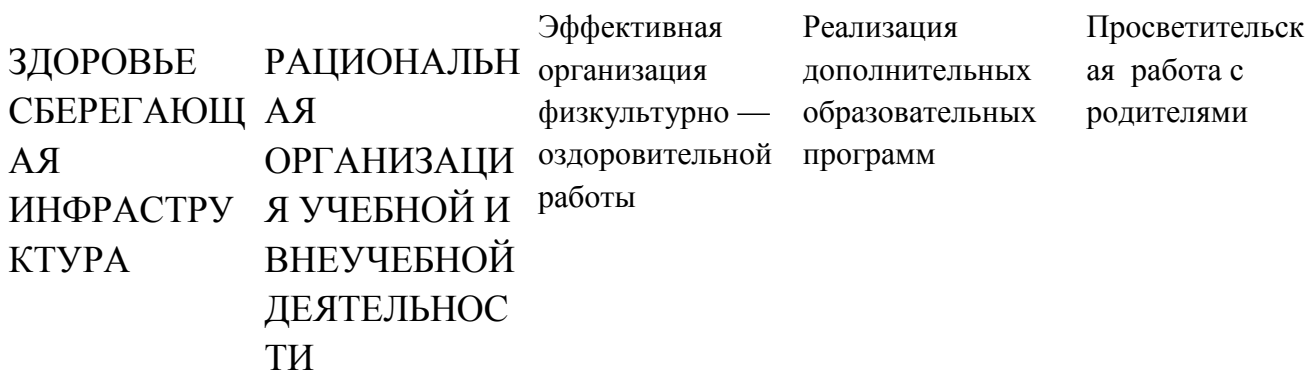 ЗДОРОВЬЕ
СБЕРЕГАЮЩ
АЯ
ИНФРАСТРУ
КТУРА
РАЦИОНАЛЬН
АЯ
ОРГАНИЗАЦИ
Я УЧЕБНОЙ И
ВНЕУЧЕБНОЙ
ДЕЯТЕЛЬНОС
ТИ
Эффективная
организация
физкультурно —
оздоровительной
работы
Реализация
дополнительных
образовательных
программ
Просветительск
ая работа с
родителями